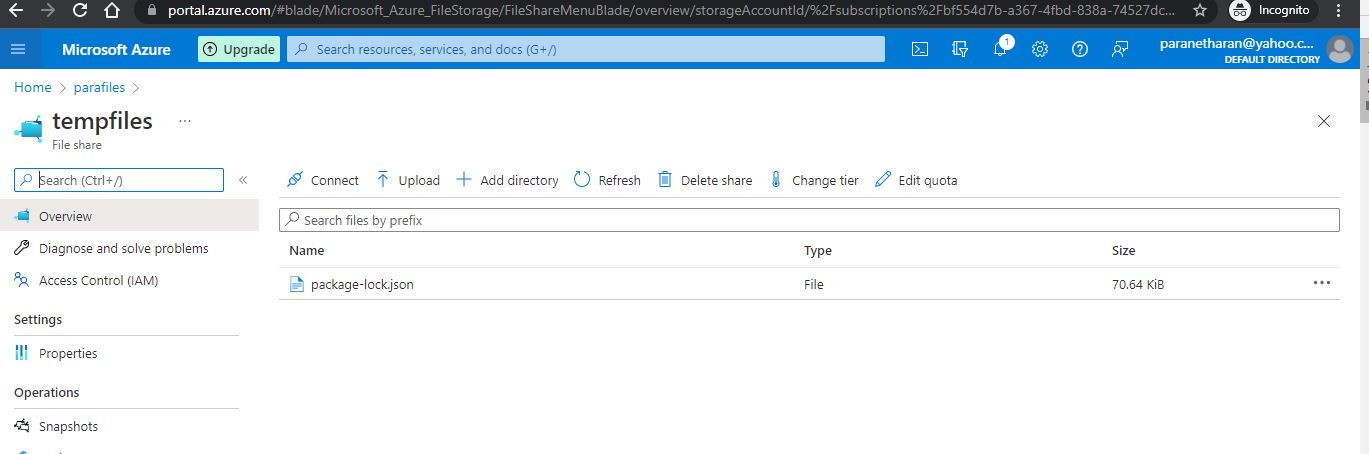 portal.azure.com/#blade/Microsoft_Azure_FileStorage/FileShareMenuBlade/overview/storageAccountId/%2Fsubscriptions%2Fbf554d7b-a367-4fbd-838a-74527dc... Incognito
Microsoft Azure Upgrade Search resources, services, and docs (G+/) 1 paranetharan@yahoo.c...
DEFAULT DIRECTORY
Home > parafiles >
tempfiles ...
File share
Search (Ctrl+/) « Connect Upload Add directory Refresh Delete share Change tier Edit quota
Overview Search files by prefix
Diagnose and solve problems Name Type Size
Access Control (IAM) package-lock.json File 70.64 KiB ...
Settings
Properties
Operations
Snapshots